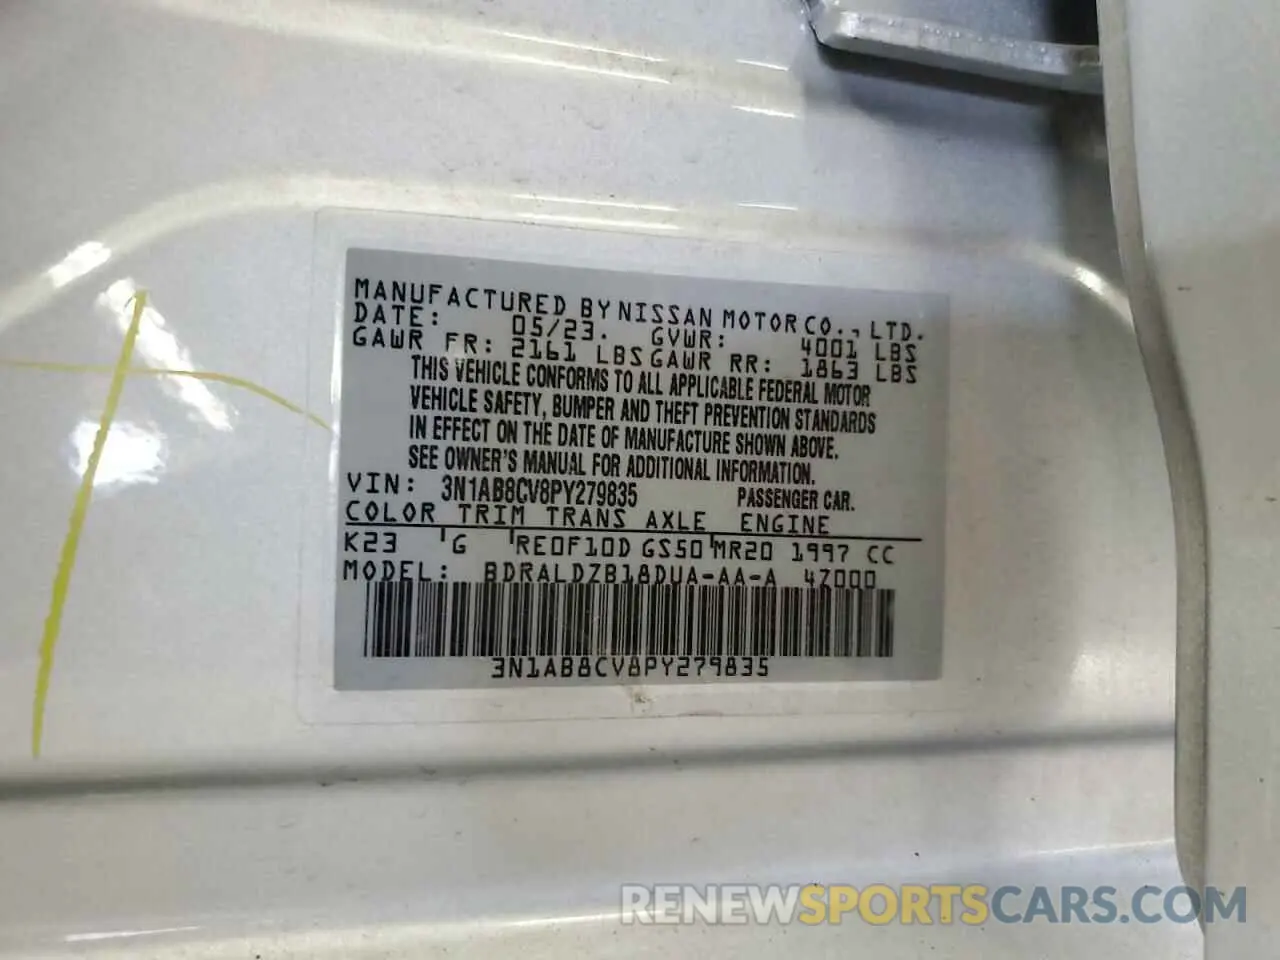 MANUFACTURED BY NISSAN MOTOR CO., LTD.
DATE: 05/23. GVWR: 4001 LBS
GAWR FR: 2161 LBS GAWR RR: 1863 LBS
THIS VEHICLE CONFORMS TO ALL APPLICABLE FEDERAL MOTOR
VEHICLE SAFETY, BUMPER AND THEFT PREVENTION STANDARDS
IN EFFECT ON THE DATE OF MANUFACTURE SHOWN ABOVE.
SEE OWNER'S MANUAL FOR ADDITIONAL INFORMATION.
VIN: 3N1AB8CV8PY279835 PASSENGER CAR.
COLOR TRIM TRANS AXLE ENGINE
K23 G RE0F10D GS50 MR20 1997 CC
MODEL: BDRALDZB18DUA-AA-A 4Z000
3N1AB8CV8PY279835
RENEWSPORTSCARS.COM